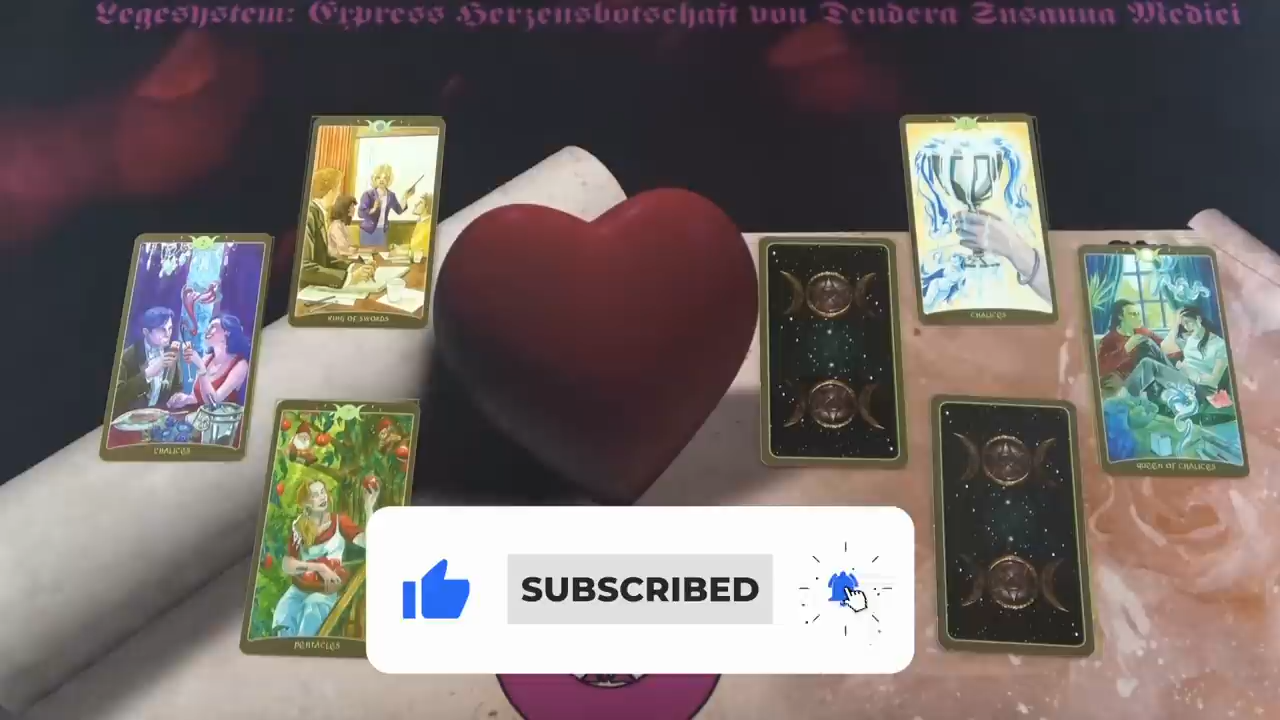 Legesystem: Express Herzensbotschaft von Dendera Susanna Medici
KING OF SWORDS
CHALICES
CHALICES
QUEEN OF CHALICES
PENTACLES
SUBSCRIBED